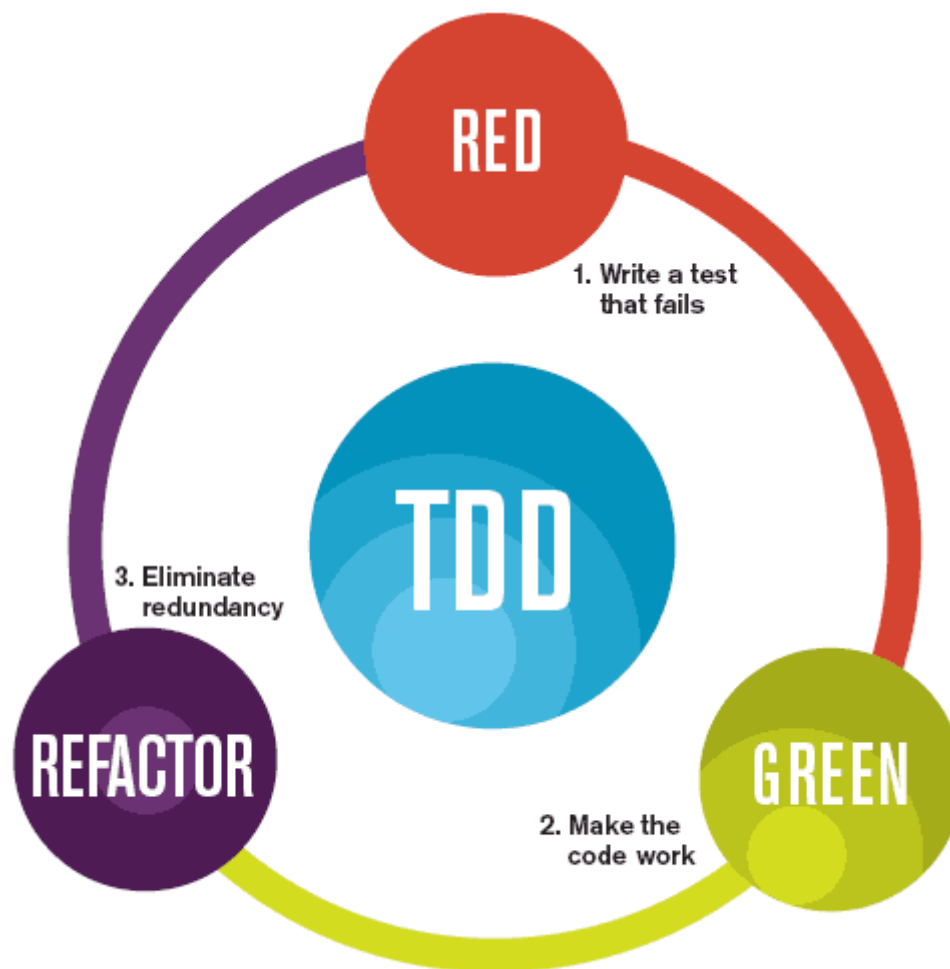 RED
1. Write a test
that fails
TDD
3. Eliminate
redundancy
REFACTOR
GREEN
2. Make the
code work